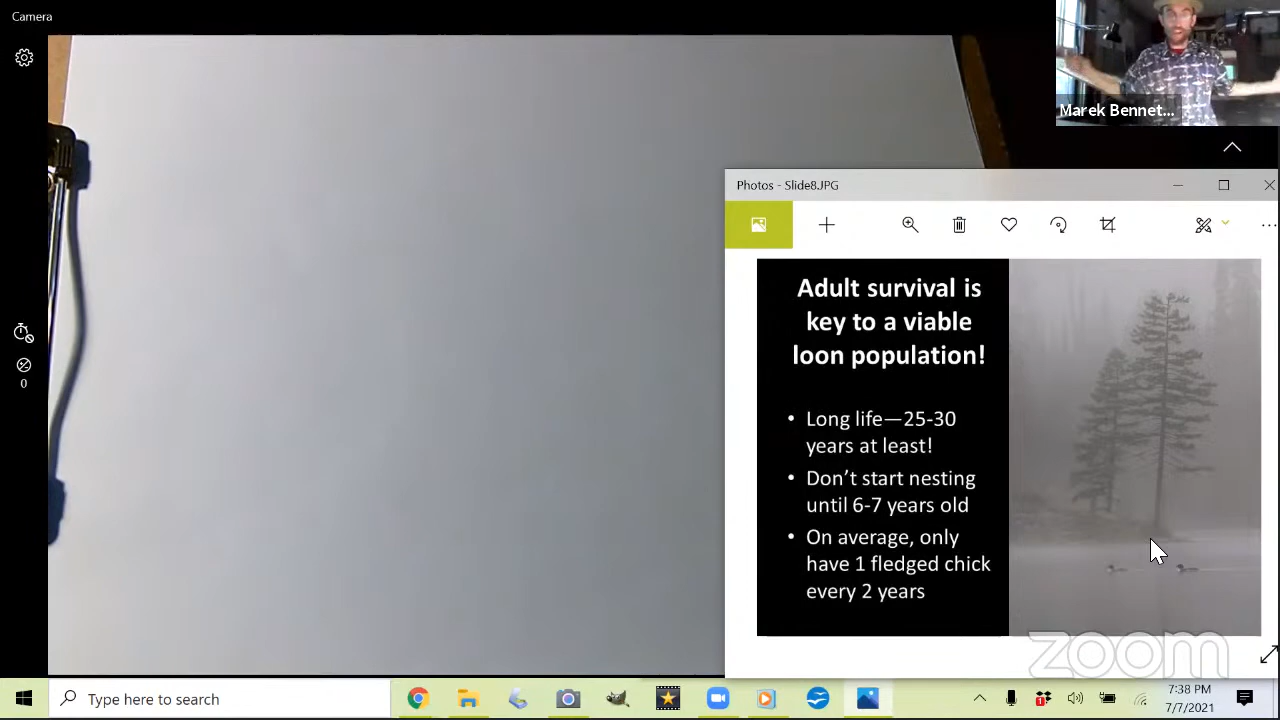 Camera
Marek Bennet...
Photos - Slide8.JPG
Adult survival is
key to a viable
loon population!
• Long life—25-30
years at least!
• Don't start nesting
until 6-7 years old
• On average, only
have 1 fledged chick
every 2 years
0
zoom
Type here to search
1
7:38 PM
7/7/2021